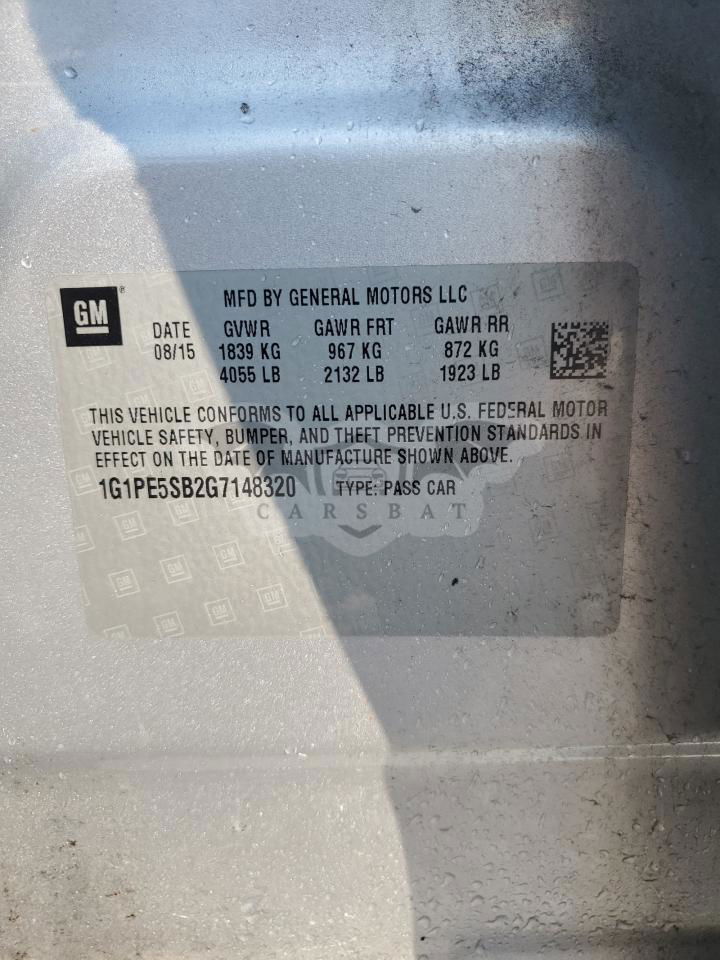 GM®
MFD BY GENERAL MOTORS LLC
DATE GVWR GAWR FRT GAWR RR
08/15 1839 KG 967 KG 872 KG
4055 LB 2132 LB 1923 LB
THIS VEHICLE CONFORMS TO ALL APPLICABLE U.S. FEDERAL MOTOR
VEHICLE SAFETY, BUMPER, AND THEFT PREVENTION STANDARDS IN
EFFECT ON THE DATE OF MANUFACTURE SHOWN ABOVE.
1G1PE5SB2G7148320 TYPE: PASS CAR
CARSBAT